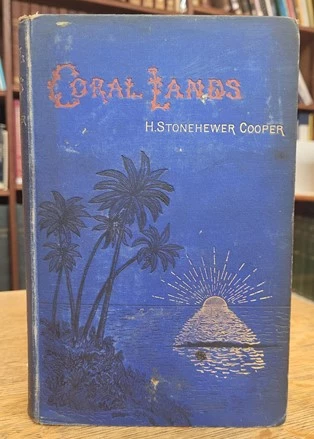 CORAL LANDS
H. STONEHEWER COOPER